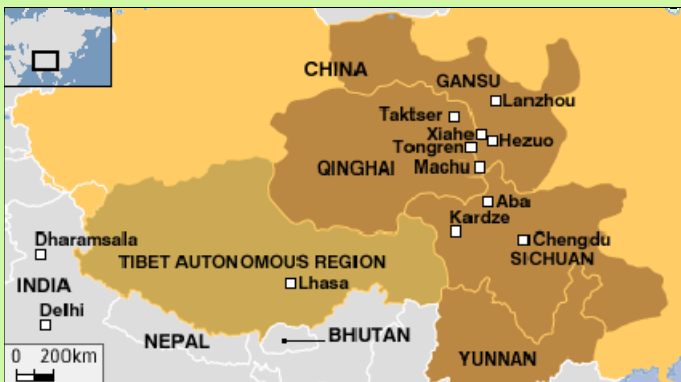 CHINA
GANSU
Lanzhou
Taktser
Xiahe
Hezuo
Tongren
QINGHAI
Machu
Aba
Kardze
Dharamsala
Chengdu
TIBET AUTONOMOUS REGION
SICHUAN
INDIA
Lhasa
Delhi
NEPAL
BHUTAN
0 200km
YUNNAN